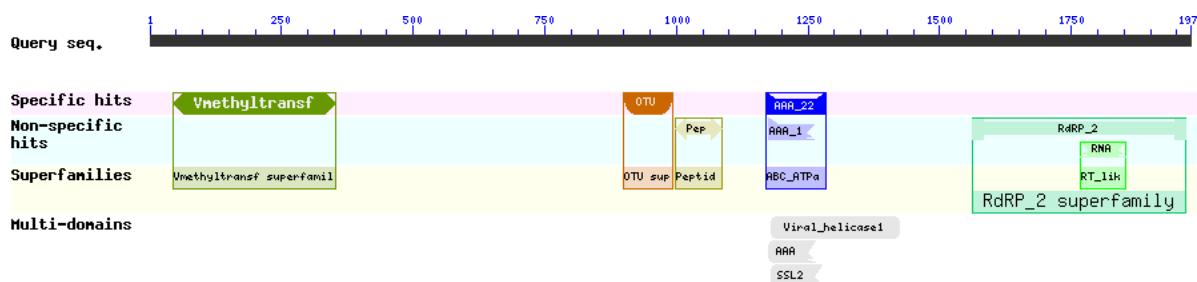 1 250 500 750 1000 1250 1500 1750 197
Query seq.
Specific hits Vmethyltransf OTU AAA_22
Non-specific Pep AAA_1 RdRP_2
hits RNA
Superfamilies Vmethyltransf superfamil OTU sup Peptid ABC_ATPa RT_lik
RdRP_2 superfamily
Multi-domains Viral_helicase1
AAA
SSL2